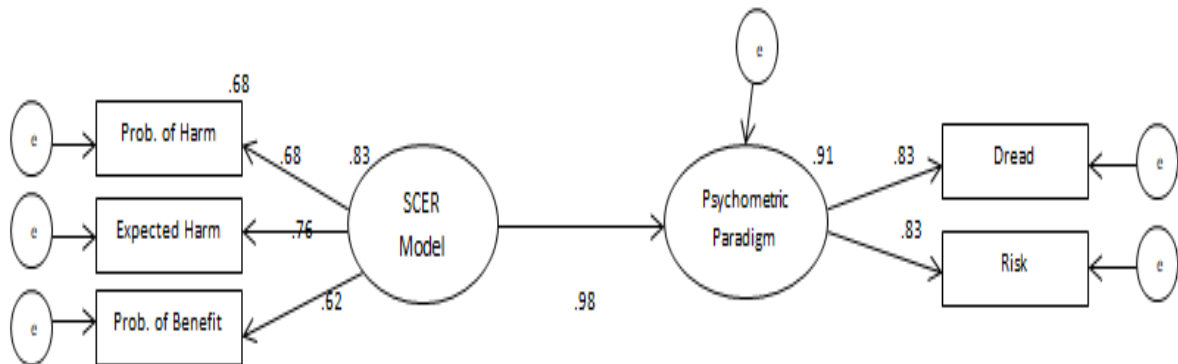 e
.68
e
Prob. of Harm
.68
.83
.91
.83
Dread
e
e
Expected Harm
.76
SCER
Model
Psychometric
Paradigm
.83
Risk
e
e
Prob. of Benefit
.62
.98